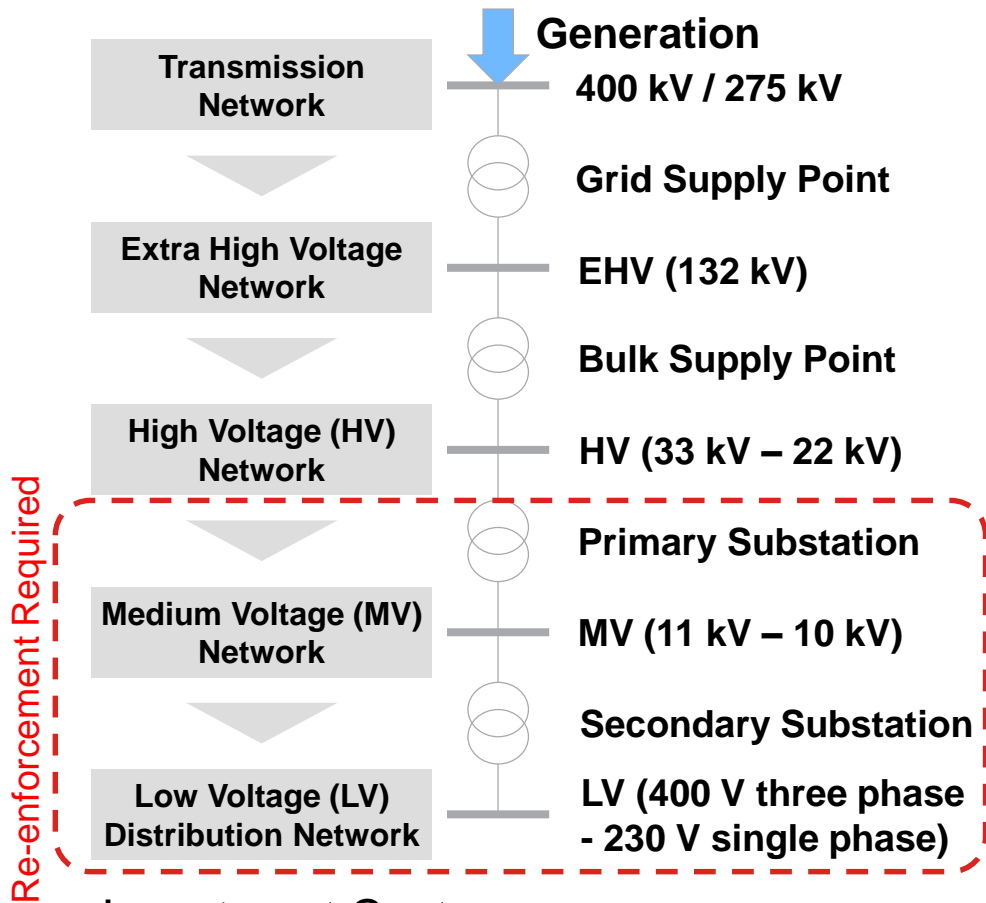 Generation
Transmission
Network
400 kV / 275 kV
Grid Supply Point
Extra High Voltage
Network
EHV (132 kV)
Bulk Supply Point
High Voltage (HV)
Network
HV (33 kV – 22 kV)
Re-enforcement Required
Primary Substation
Medium Voltage (MV)
Network
MV (11 kV – 10 kV)
Secondary Substation
Low Voltage (LV)
Distribution Network
LV (400 V three phase
- 230 V single phase)